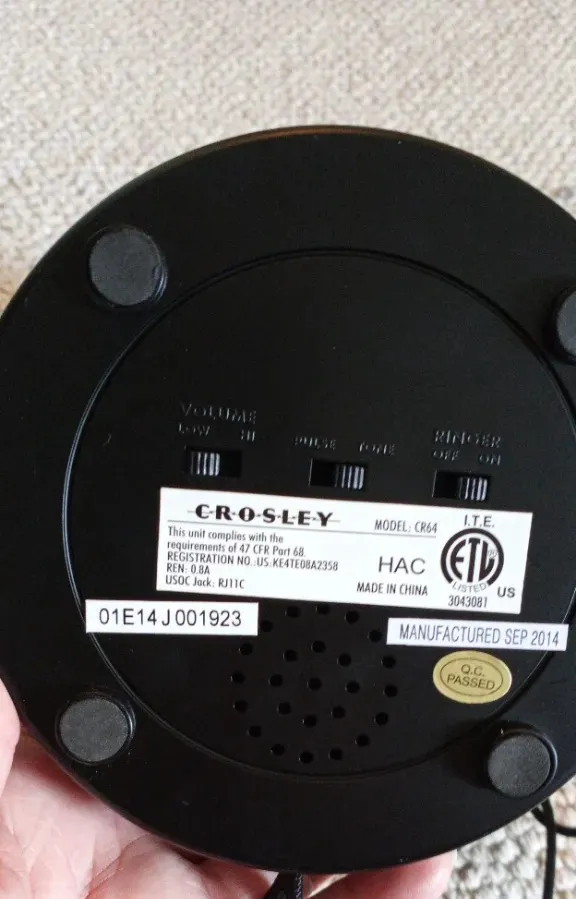 VOLUME
LOW HI
PULSE TONE
RINGER
OFF ON
C·R·O·S·L·E·Y
MODEL: CR64
This unit complies with the
requirements of 47 CFR Part 68.
REGISTRATION NO.:US:KE4TE08A2358
REN: 0.8A
USOC Jack: RJ11C
HAC
MADE IN CHINA
I.T.E.
ETL
LISTED
US
3043081
01E14J001923
MANUFACTURED SEP 2014
Q.C.
PASSED